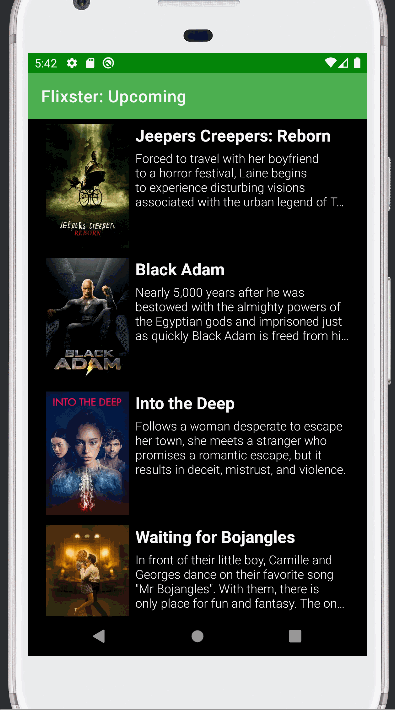 5:42
Flixster: Upcoming
Jeepers Creepers: Reborn
Forced to travel with her boyfriend
to a horror festival, Laine begins
to experience disturbing visions
associated with the urban legend of T...
JEEPERS CREEPERS
REBORN
Black Adam
Nearly 5,000 years after he was
bestowed with the almighty powers of
the Egyptian gods and imprisoned just
as quickly Black Adam is freed from hi...
BLACK
ADAM
INTO THE DEEP
Into the Deep
Follows a woman desperate to escape
her town, she meets a stranger who
promises a romantic escape, but it
results in deceit, mistrust, and violence.
Waiting for Bojangles
In front of their little boy, Camille and
Georges dance on their favorite song
"Mr Bojangles". With them, there is
only place for fun and fantasy. The on...